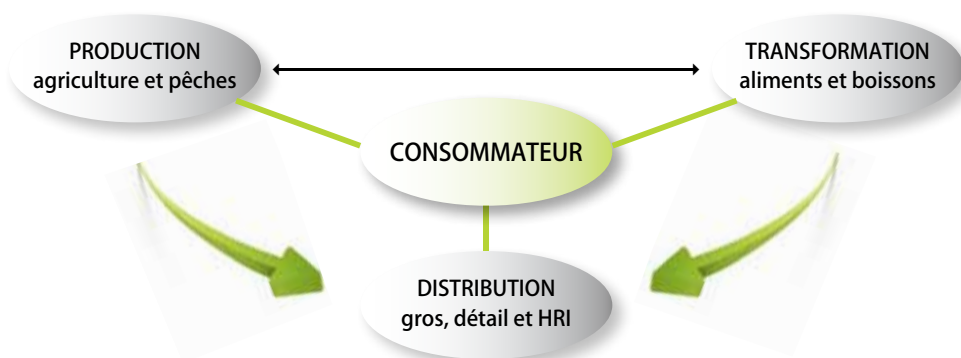 PRODUCTION
agriculture et pêches
TRANSFORMATION
aliments et boissons
CONSOMMATEUR
DISTRIBUTION
gros, détail et HRI